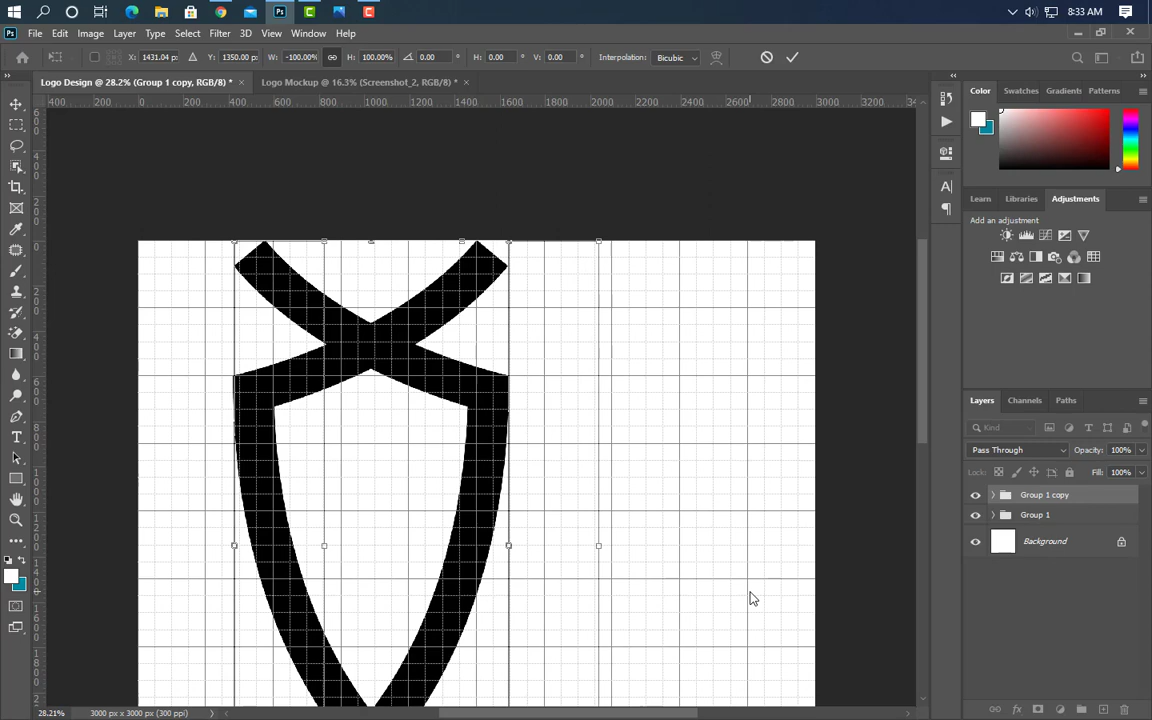 8:33 AM
Ps File Edit Image Layer Type Select Filter 3D View Window Help
X: 1431.04 px Y: 1350.00 px W: -100.00% H: 100.00% 0.00 ° H: 0.00 ° V: 0.00 ° Interpolation: Bicubic
Logo Design @ 28.2% (Group 1 copy, RGB/8) * × Logo Mockup @ 16.3% (Screenshot_2, RGB/8) * ×
400 200 0 200 400 600 800 1000 1200 1400 1600 1800 2000 2200 2400 2600 2800 3000 3200
Color Swatches Gradients Patterns
Learn Libraries Adjustments
Add an adjustment
Layers Channels Paths
Kind
Pass Through Opacity: 100%
Lock: Fill: 100%
Group 1 copy
Group 1
Background
28.21% 3000 px x 3000 px (300 ppi)